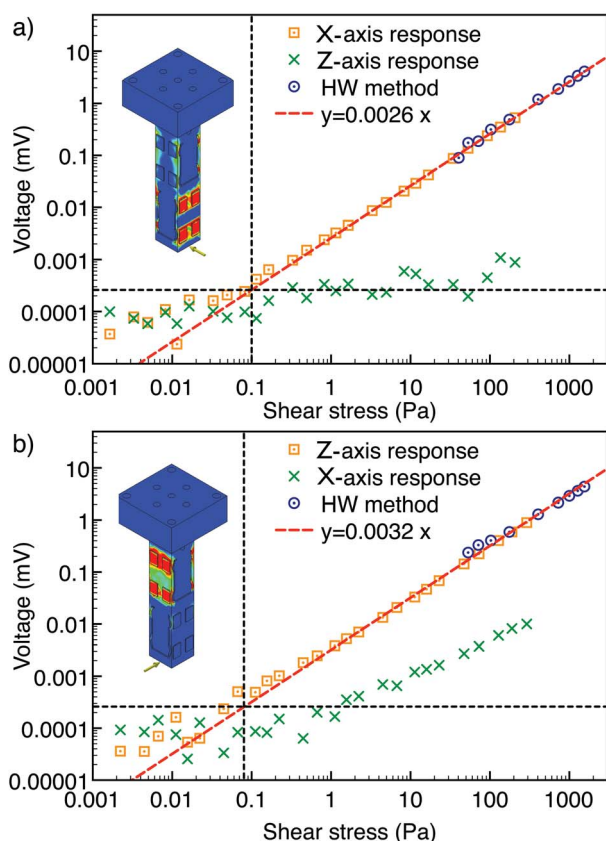 a)
10
1
0.1
0.01
0.001
0.0001
0.00001
Voltage (mV)
X-axis response
Z-axis response
HW method
y=0.0026 x
0.001 0.01 0.1 1 10 100 1000
Shear stress (Pa)
b)
10
1
0.1
0.01
0.001
0.0001
0.00001
Voltage (mV)
Z-axis response
X-axis response
HW method
y=0.0032 x
0.001 0.01 0.1 1 10 100 1000
Shear stress (Pa)